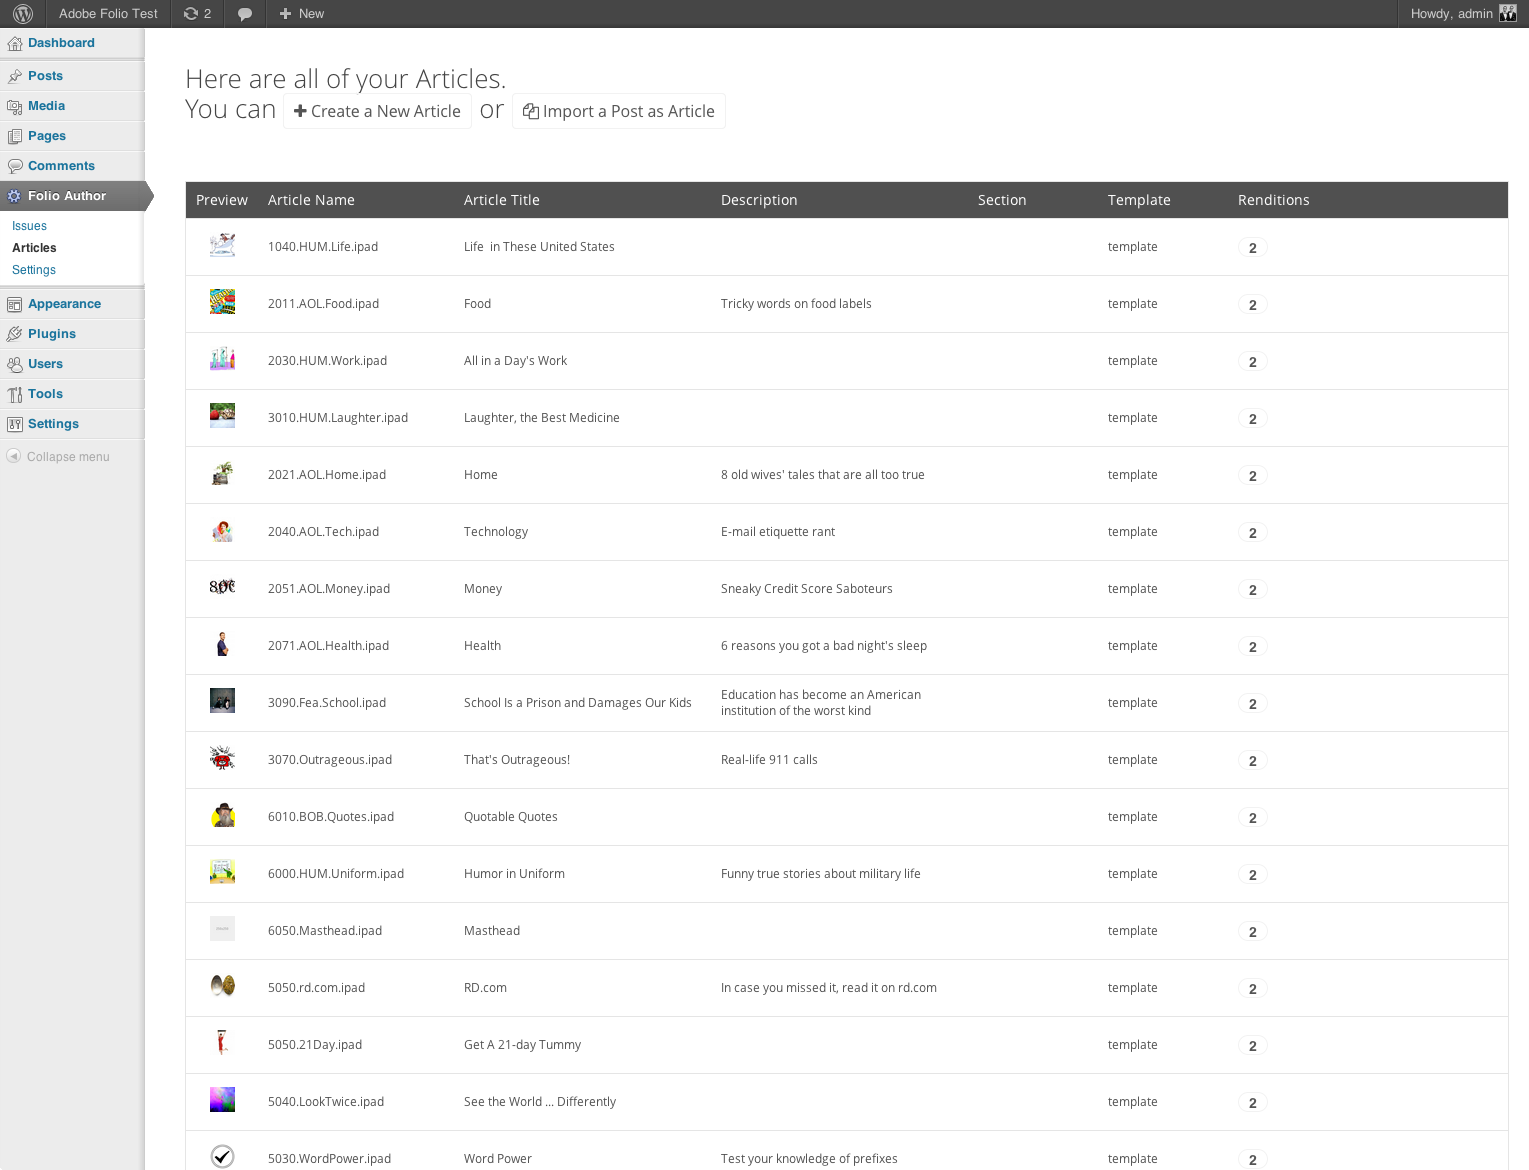 Adobe Folio Test 2 New Howdy, admin
Dashboard
Posts
Media
Pages
Comments
Folio Author
Issues
Articles
Settings
Appearance
Plugins
Users
Tools
Settings
Collapse menu
Here are all of your Articles.
You can Create a New Article or Import a Post as Article
Preview Article Name Article Title Description Section Template Renditions
1040.HUM.Life.ipad Life in These United States template 2
2011.AOL.Food.ipad Food Tricky words on food labels template 2
2030.HUM.Work.ipad All in a Day's Work template 2
3010.HUM.Laughter.ipad Laughter, the Best Medicine template 2
2021.AOL.Home.ipad Home 8 old wives' tales that are all too true template 2
2040.AOL.Tech.ipad Technology E-mail etiquette rant template 2
2051.AOL.Money.ipad Money Sneaky Credit Score Saboteurs template 2
2071.AOL.Health.ipad Health 6 reasons you got a bad night's sleep template 2
3090.Fea.School.ipad School Is a Prison and Damages Our Kids Education has become an American
institution of the worst kind template 2
3070.Outrageous.ipad That's Outrageous! Real-life 911 calls template 2
6010.BOB.Quotes.ipad Quotable Quotes template 2
6000.HUM.Uniform.ipad Humor in Uniform Funny true stories about military life template 2
6050.Masthead.ipad Masthead template 2
5050.rd.com.ipad RD.com In case you missed it, read it on rd.com template 2
5050.21Day.ipad Get A 21-day Tummy template 2
5040.LookTwice.ipad See the World ... Differently template 2
5030.WordPower.ipad Word Power Test your knowledge of prefixes template 2